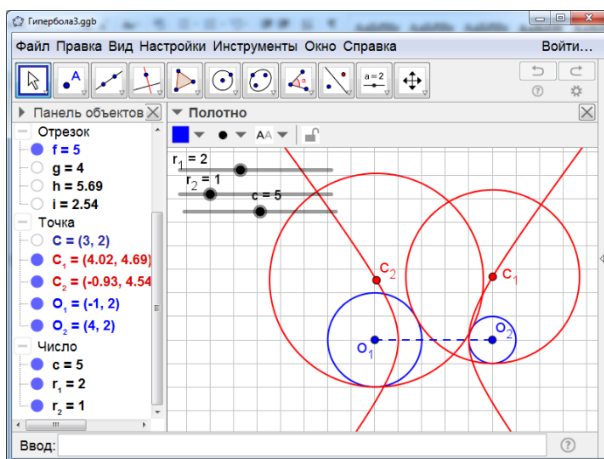 Гипербола3.ggb
Файл Правка Вид Настройки Инструменты Окно Справка Войти...
A
a = 2
Панель объектов
Полотно
AA
Отрезок
f = 5
g = 4
h = 5.69
i = 2.54
Точка
C = (3, 2)
C₁ = (4.02, 4.69)
C₂ = (-0.93, 4.54
O₁ = (-1, 2)
O₂ = (4, 2)
Число
c = 5
r₁ = 2
r₂ = 1
r₁ = 2
r₂ = 1
c = 5
C₂
C₁
O₁
O₂
Ввод: